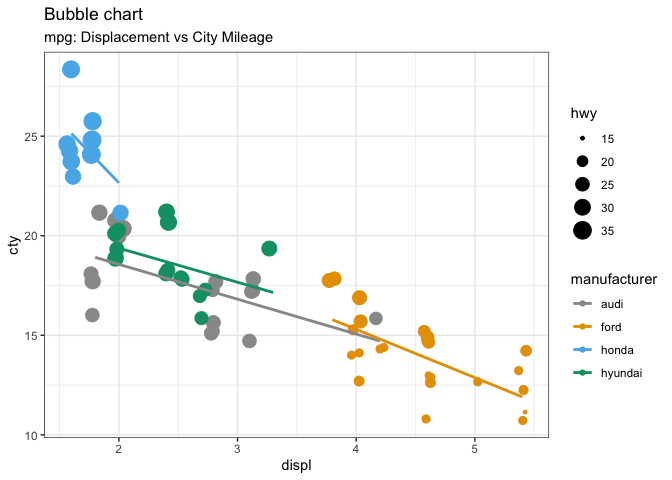 Bubble chart
mpg: Displacement vs City Mileage
cty
25
20
15
10
2
3
4
5
displ
hwy
15
20
25
30
35
manufacturer
audi
ford
honda
hyundai